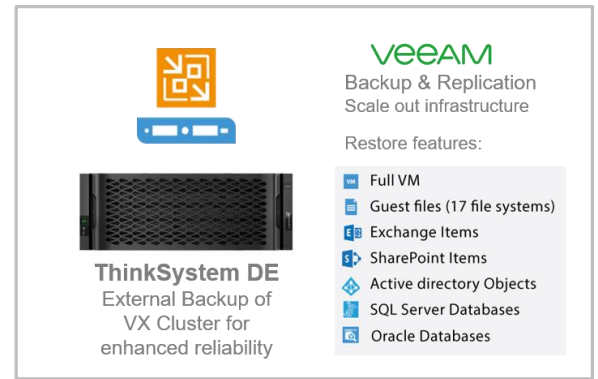 ThinkSystem DE
External Backup of
VX Cluster for
enhanced reliability
veeAM
Backup & Replication
Scale out infrastructure
Restore features:
VM Full VM
Guest files (17 file systems)
E Exchange Items
S SharePoint Items
Active directory Objects
SQL Server Databases
Oracle Databases